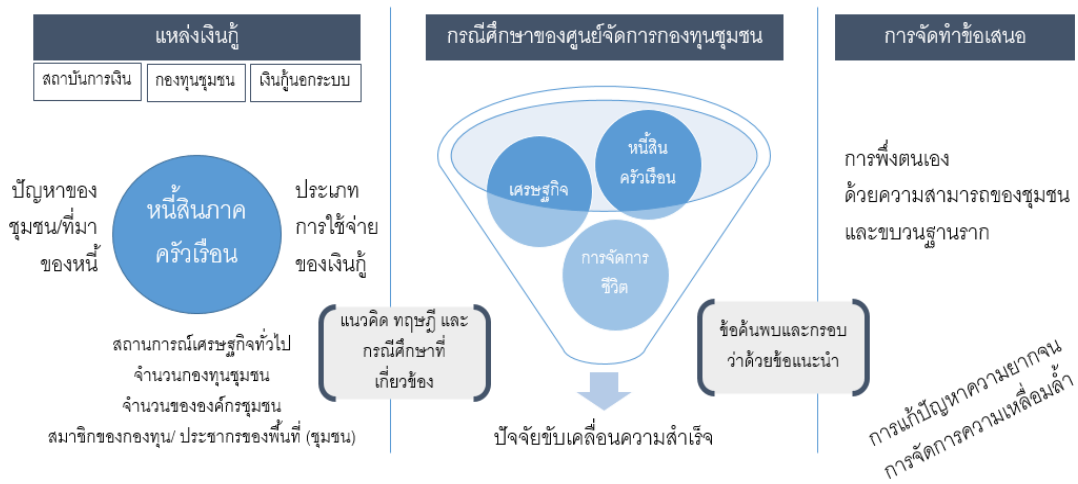 แหล่งเงินกู้
สถาบันการเงิน
กองทุนชุมชน
เงินกู้นอกระบบ
ปัญหาของ
ชุมชน/ที่มา
ของหนี้
หนี้สินภาค
ครัวเรือน
ประเภท
การใช้จ่าย
ของเงินกู้
สถานการณ์เศรษฐกิจทั่วไป
จำนวนกองทุนชุมชน
จำนวนขององค์กรชุมชน
สมาชิกของกองทุน/ ประชากรของพื้นที่ (ชุมชน)
แนวคิด ทฤษฎี และ
กรณีศึกษาที่
เกี่ยวข้อง
กรณีศึกษาของศูนย์จัดการกองทุนชุมชน
เศรษฐกิจ
หนี้สิน
ครัวเรือน
การจัดการ
ชีวิต
ปัจจัยขับเคลื่อนความสำเร็จ
ข้อค้นพบและกรอบ
ว่าด้วยข้อแนะนำ
การจัดทำข้อเสนอ
การพึ่งตนเอง
ด้วยความสามารถของชุมชน
และขบวนฐานราก
การแก้ปัญหาความยากจน
การจัดการความเหลื่อมล้ำ